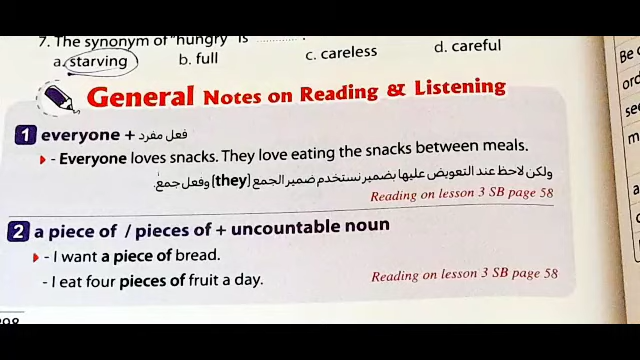 7. The synonym of "hungry" is ............ .
a. starving b. full c. careless d. careful
General Notes on Reading & Listening
1 everyone + فعل مفرد
- Everyone loves snacks. They love eating the snacks between meals.
ولكن لاحظ عند التعويض عليها بضمير نستخدم ضمير الجمع [they] وفعل جمع.
Reading on lesson 3 SB page 58
2 a piece of / pieces of + uncountable noun
- I want a piece of bread.
- I eat four pieces of fruit a day.
Reading on lesson 3 SB page 58
Be